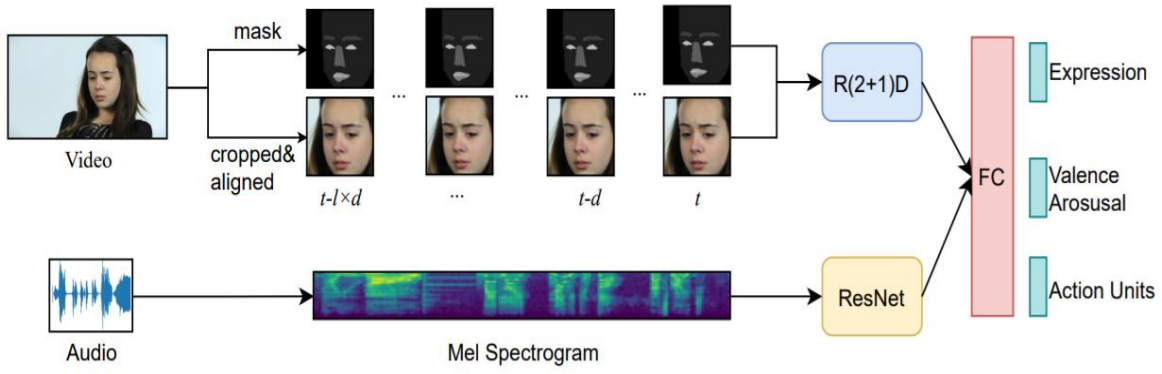 mask
...
...
...
Video
cropped&
aligned
t-l×d
...
t-d
t
R(2+1)D
FC
Expression
Valence
Arosusal
Action Units
Audio
Mel Spectrogram
ResNet